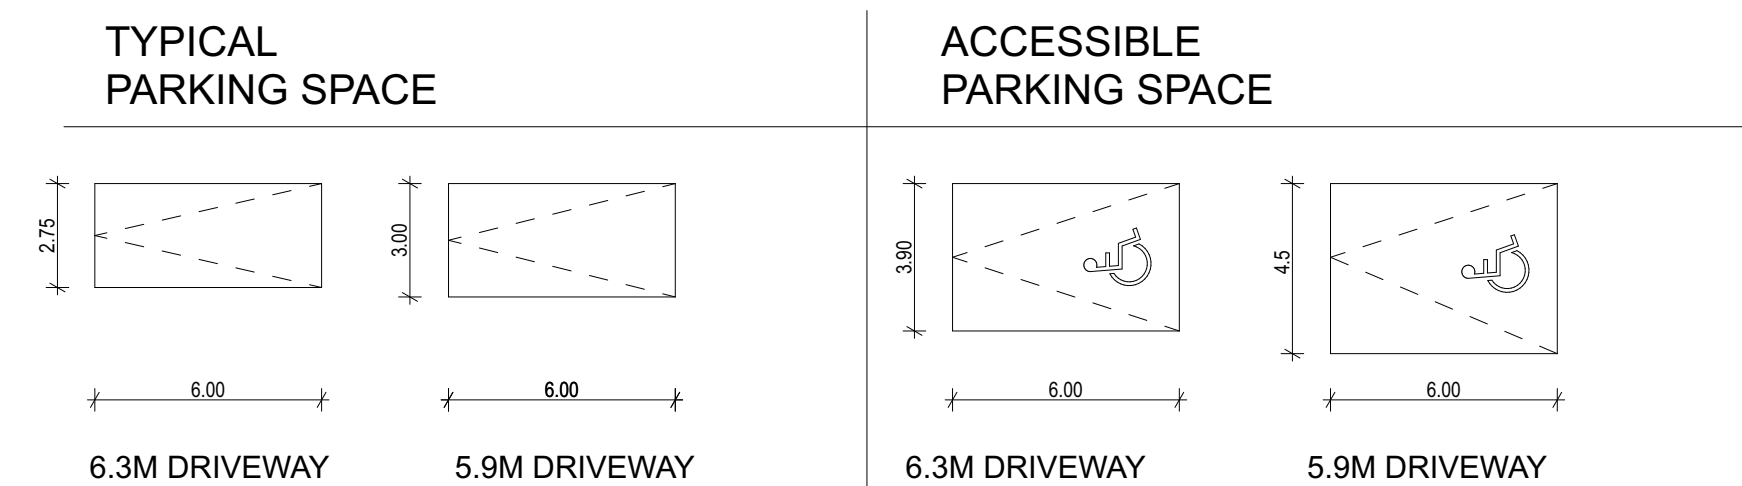 TYPICAL
PARKING SPACE
ACCESSIBLE
PARKING SPACE
2.75
3.00
3.90
4.5
6.00
6.00
6.00
6.00
6.3M DRIVEWAY
5.9M DRIVEWAY
6.3M DRIVEWAY
5.9M DRIVEWAY